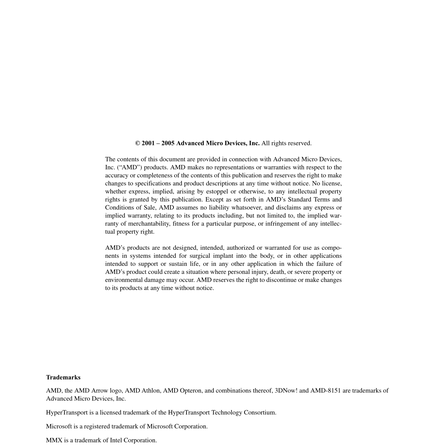 © 2001 – 2005 Advanced Micro Devices, Inc. All rights reserved.
The contents of this document are provided in connection with Advanced Micro Devices,
Inc. (“AMD”) products. AMD makes no representations or warranties with respect to the
accuracy or completeness of the contents of this publication and reserves the right to make
changes to specifications and product descriptions at any time without notice. No license,
whether express, implied, arising by estoppel or otherwise, to any intellectual property
rights is granted by this publication. Except as set forth in AMD’s Standard Terms and
Conditions of Sale, AMD assumes no liability whatsoever, and disclaims any express or
implied warranty, relating to its products including, but not limited to, the implied war-
ranty of merchantability, fitness for a particular purpose, or infringement of any intellec-
tual property right.
AMD’s products are not designed, intended, authorized or warranted for use as compo-
nents in systems intended for surgical implant into the body, or in other applications
intended to support or sustain life, or in any other application in which the failure of
AMD’s product could create a situation where personal injury, death, or severe property or
environmental damage may occur. AMD reserves the right to discontinue or make changes
to its products at any time without notice.
Trademarks
AMD, the AMD Arrow logo, AMD Athlon, AMD Opteron, and combinations thereof, 3DNow! and AMD-8151 are trademarks of
Advanced Micro Devices, Inc.
HyperTransport is a licensed trademark of the HyperTransport Technology Consortium.
Microsoft is a registered trademark of Microsoft Corporation.
MMX is a trademark of Intel Corporation.